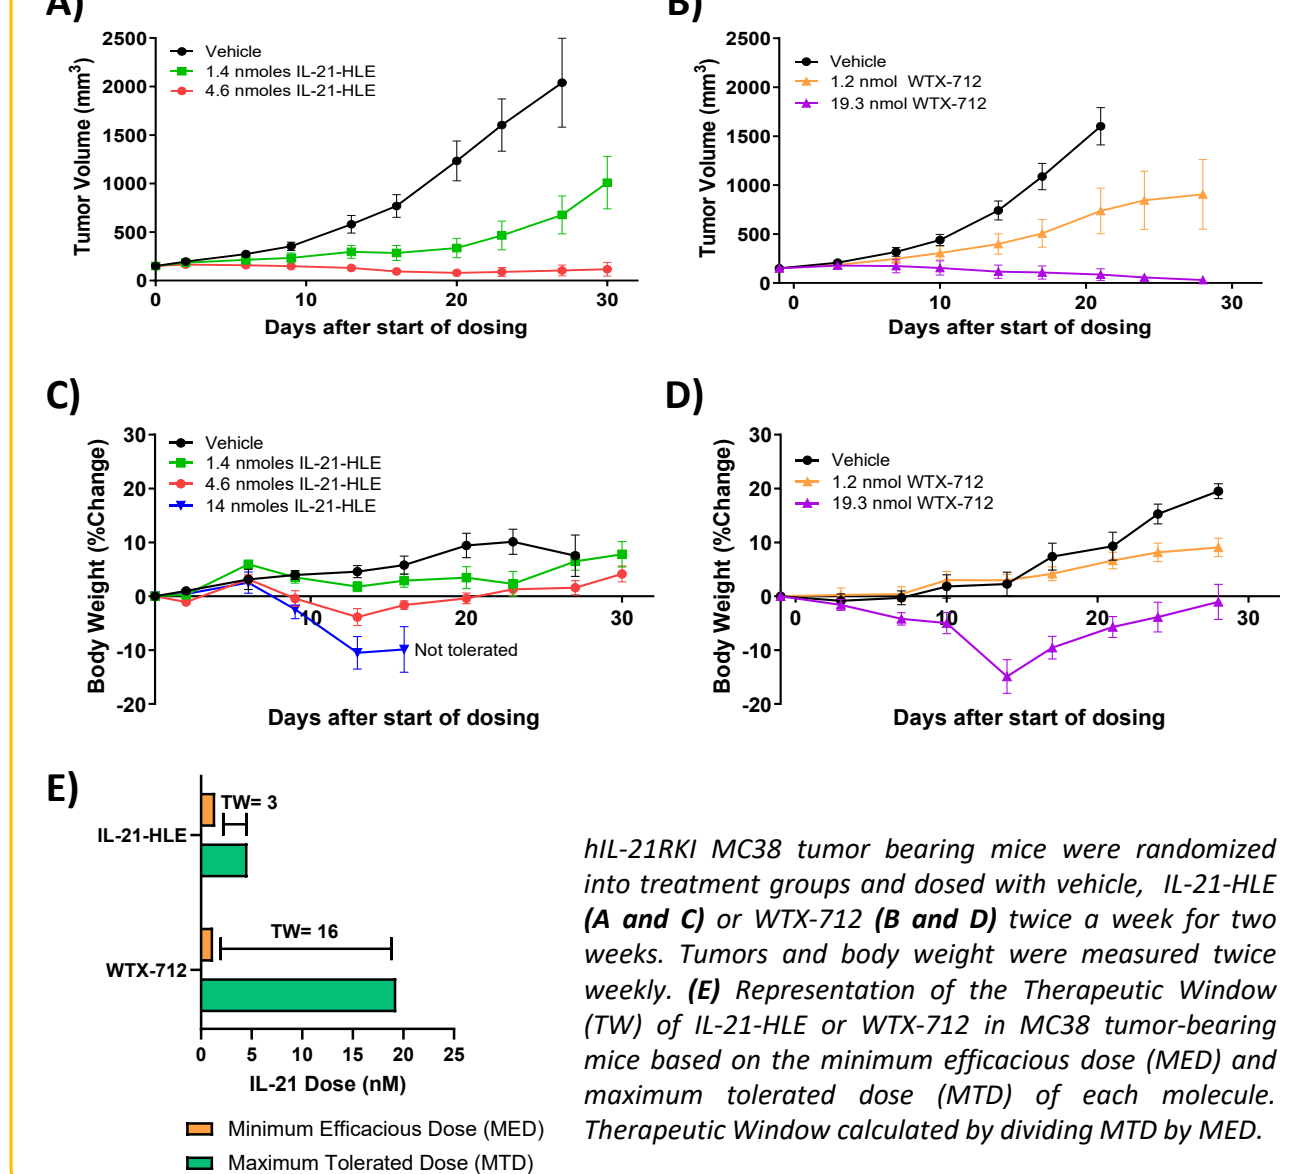 A)
B)
2500
2000
1500
1000
500
0
Tumor Volume (mm³)
Vehicle
1.4 nmoles IL-21-HLE
4.6 nmoles IL-21-HLE
0 10 20 30
Days after start of dosing
2500
2000
1500
1000
500
0
Tumor Volume (mm³)
Vehicle
1.2 nmol WTX-712
19.3 nmol WTX-712
0 10 20 30
Days after start of dosing
C)
D)
30
20
10
0
-10
-20
Body Weight (%Change)
Vehicle
1.4 nmoles IL-21-HLE
4.6 nmoles IL-21-HLE
14 nmoles IL-21-HLE
10 20 30
Not tolerated
Days after start of dosing
30
20
10
0
-10
-20
Body Weight (%Change)
Vehicle
1.2 nmol WTX-712
19.3 nmol WTX-712
0 10 20 30
Days after start of dosing
E)
TW= 3
IL-21-HLE
TW= 16
WTX-712
0 5 10 15 20 25
IL-21 Dose (nM)
Minimum Efficacious Dose (MED)
Maximum Tolerated Dose (MTD)
hIL-21RKI MC38 tumor bearing mice were randomized
into treatment groups and dosed with vehicle, IL-21-HLE
(A and C) or WTX-712 (B and D) twice a week for two
weeks. Tumors and body weight were measured twice
weekly. (E) Representation of the Therapeutic Window
(TW) of IL-21-HLE or WTX-712 in MC38 tumor-bearing
mice based on the minimum efficacious dose (MED) and
maximum tolerated dose (MTD) of each molecule.
Therapeutic Window calculated by dividing MTD by MED.